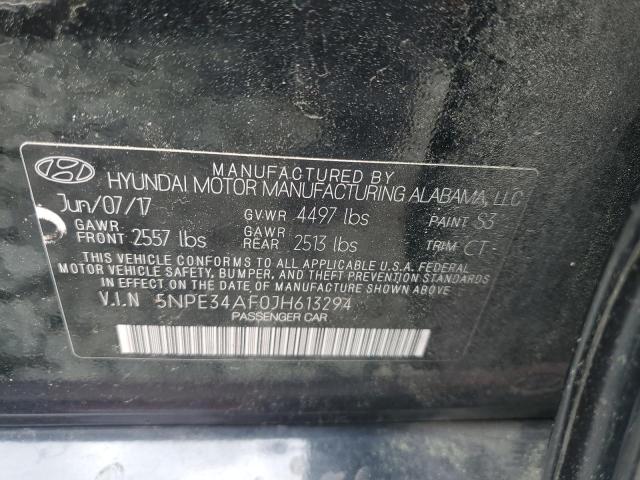 MANUFACTURED BY
HYUNDAI MOTOR MANUFACTURING ALABAMA, LLC
Jun/07/17 GVWR 4497 lbs PAINT S3
GAWR FRONT 2557 lbs GAWR REAR 2513 lbs TRIM CT-
THIS VEHICLE CONFORMS TO ALL APPLICABLE U.S.A. FEDERAL
MOTOR VEHICLE SAFETY, BUMPER, AND THEFT PREVENTION STANDARDS
IN EFFECT ON THE DATE OF MANUFACTURE SHOWN ABOVE.
V.I.N 5NPE34AF0JH613294
PASSENGER CAR